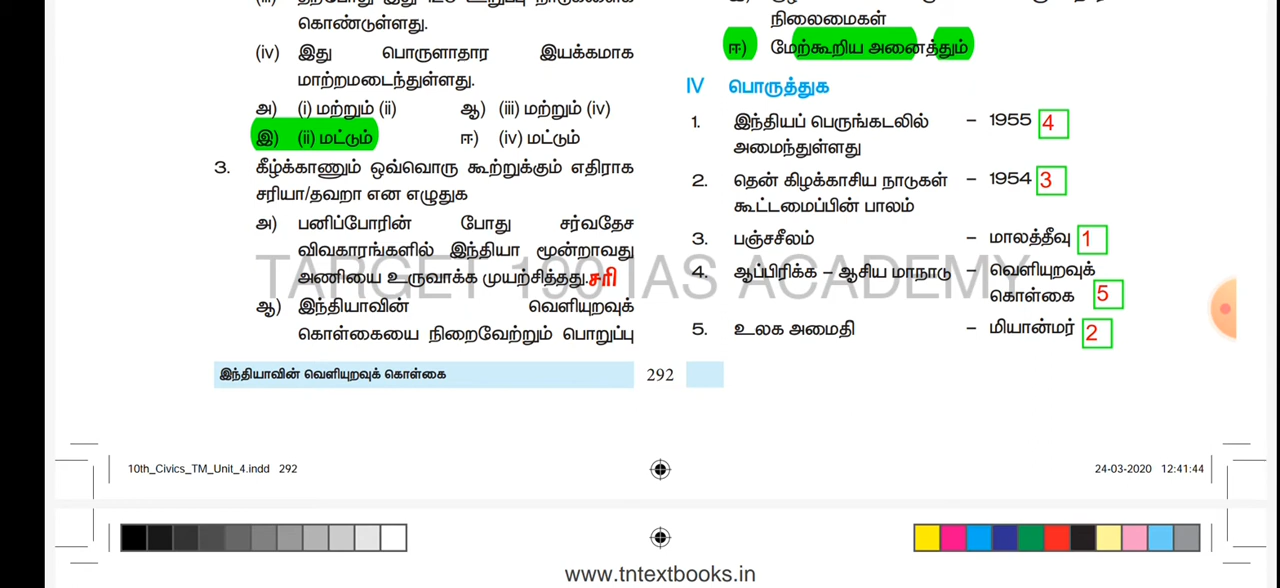 கொண்டுள்ளது.
(iv) இது பொருளாதார இயக்கமாக
மாற்றமடைந்துள்ளது.
அ) (i) மற்றும் (ii) ஆ) (iii) மற்றும் (iv)
இ) (ii) மட்டும் ஈ) (iv) மட்டும்
3. கீழ்க்காணும் ஒவ்வொரு கூற்றுக்கும் எதிராக
சரியா/தவறா என எழுதுக
அ) பனிப்போரின் போது சர்வதேச
விவகாரங்களில் இந்தியா மூன்றாவது
அணியை உருவாக்க முயற்சித்தது. சரி
ஆ) இந்தியாவின் வெளியுறவுக்
கொள்கையை நிறைவேற்றும் பொறுப்பு
நிலைமைகள்
ஈ) மேற்கூறிய அனைத்தும்
IV பொருத்துக
1. இந்தியப் பெருங்கடலில் – 1955 4
அமைந்துள்ளது
2. தென் கிழக்காசிய நாடுகள் – 1954 3
கூட்டமைப்பின் பாலம்
3. பஞ்சசீலம் – மாலத்தீவு 1
4. ஆப்பிரிக்க – ஆசிய மாநாடு – வெளியுறவுக்
கொள்கை 5
5. உலக அமைதி – மியான்மர் 2
TARGET 100 IAS ACADEMY
இந்தியாவின் வெளியுறவுக் கொள்கை 292
10th_Civics_TM_Unit_4.indd 292 24-03-2020 12:41:44
www.tntextbooks.in